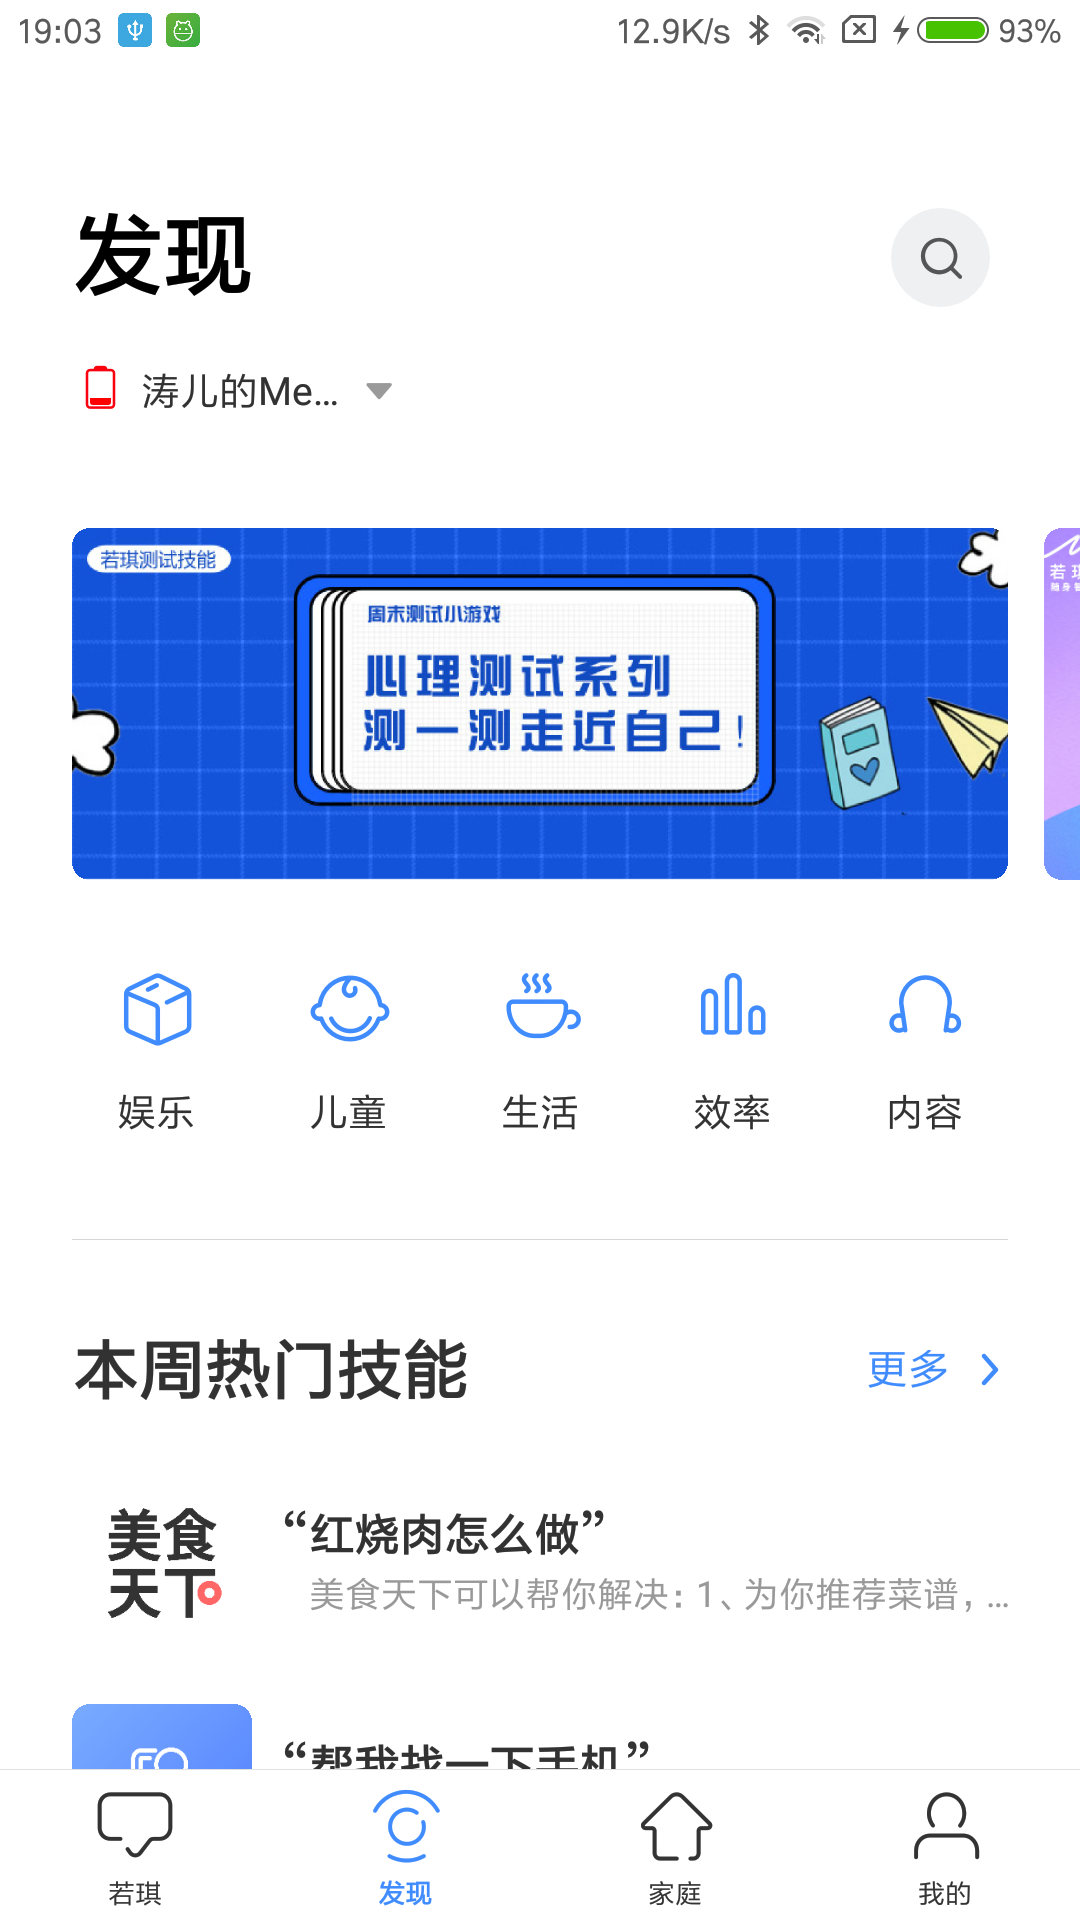 19:03
12.9K/s
93%
发现
涛儿的Me...
若琪测试技能
周末测试小游戏
心理测试系列
测一测走近自己！
娱乐
儿童
生活
效率
内容
本周热门技能
更多
美食
天下
“红烧肉怎么做”
美食天下可以帮你解决：1、为你推荐菜谱，...
“帮我找一下手机”
若琪
发现
家庭
我的